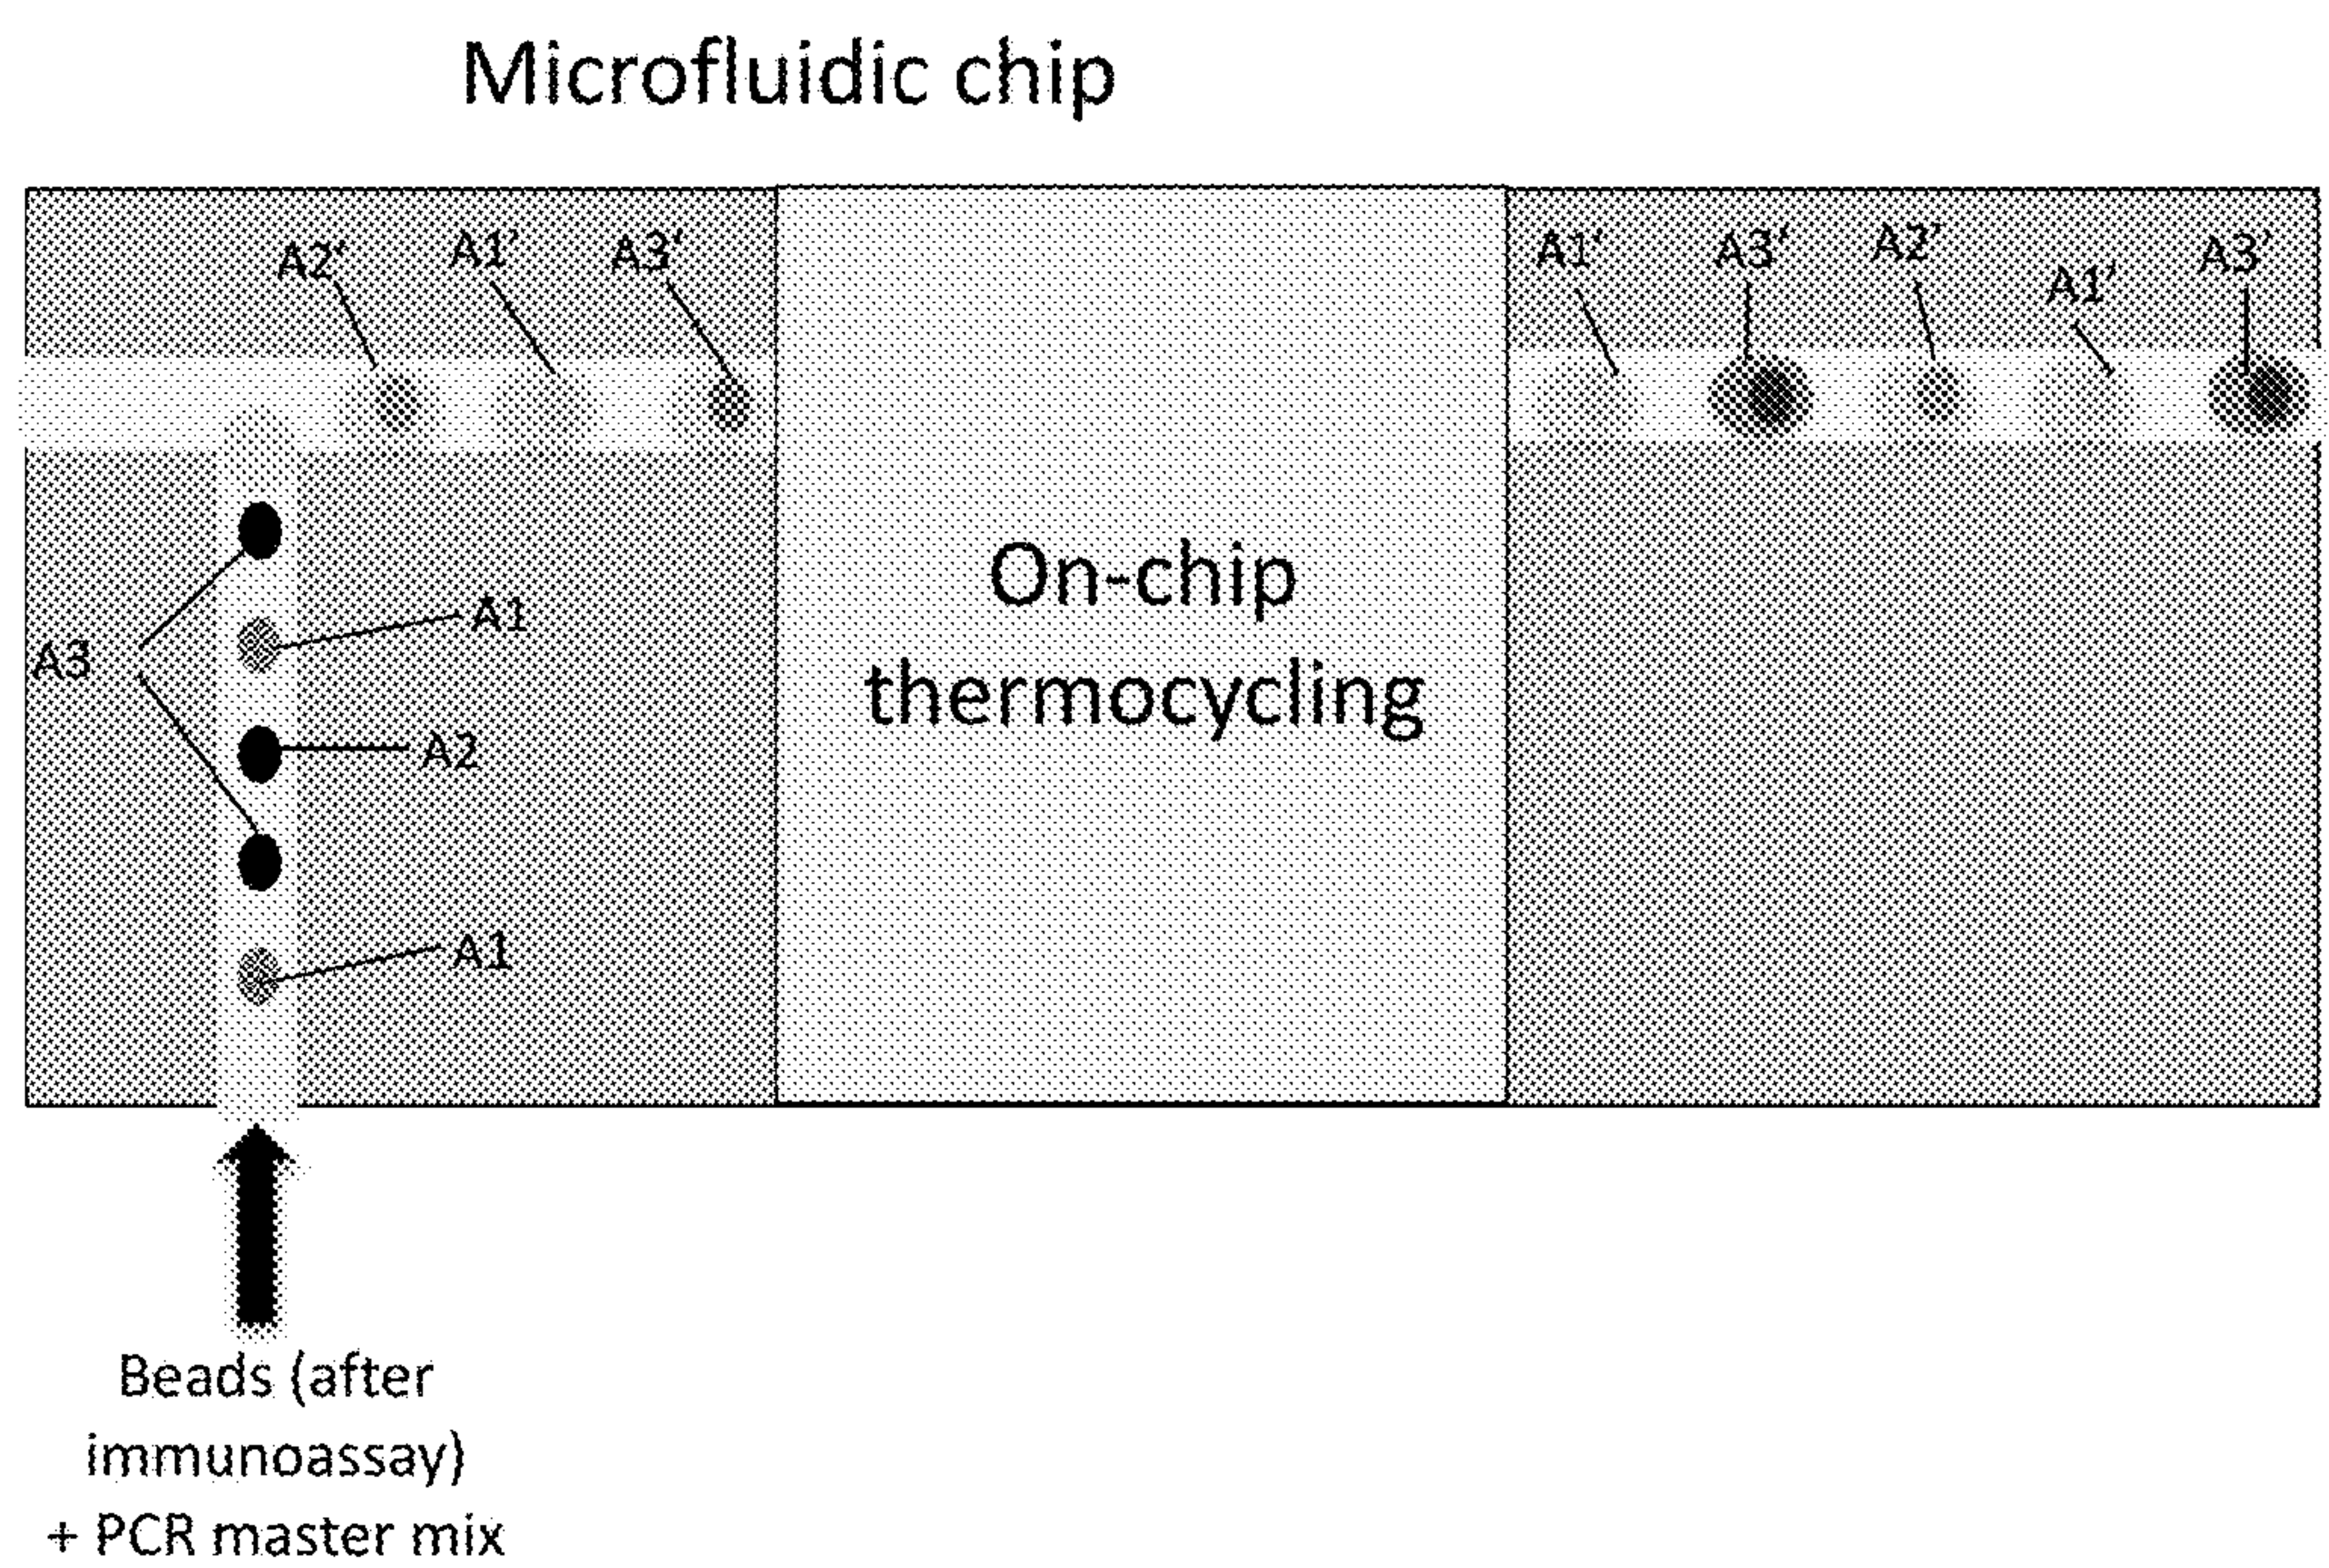 Microfluidic chip
A2‘ A1’ A3‘
A1‘ A3‘ A2’ A1’ A3’
On-chip
thermocycling
A1
A3
A2
A1
Beads (after
immunoassay)
+ PCR master mix